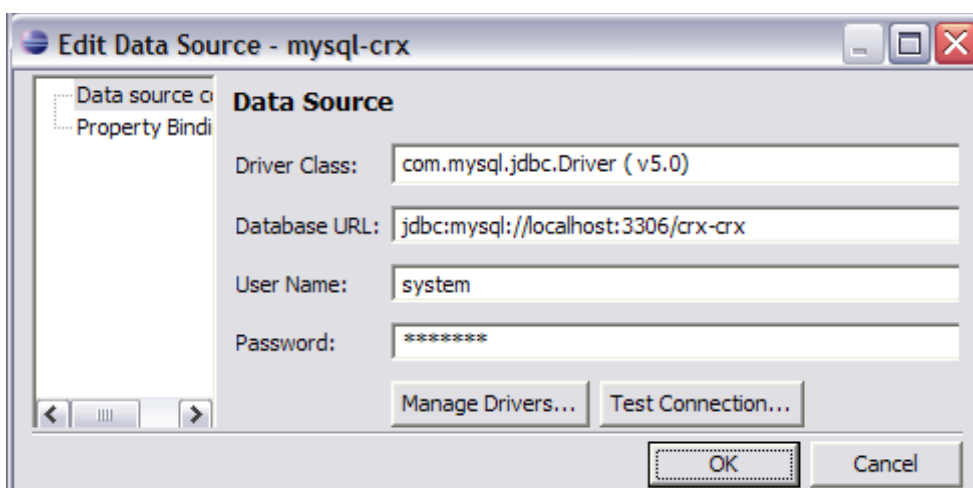 Edit Data Source - mysql-crx
Data source c
Property Bindi
Data Source
Driver Class: com.mysql.jdbc.Driver ( v5.0)
Database URL: jdbc:mysql://localhost:3306/crx-crx
User Name: system
Password: *******
Manage Drivers... Test Connection...
OK Cancel